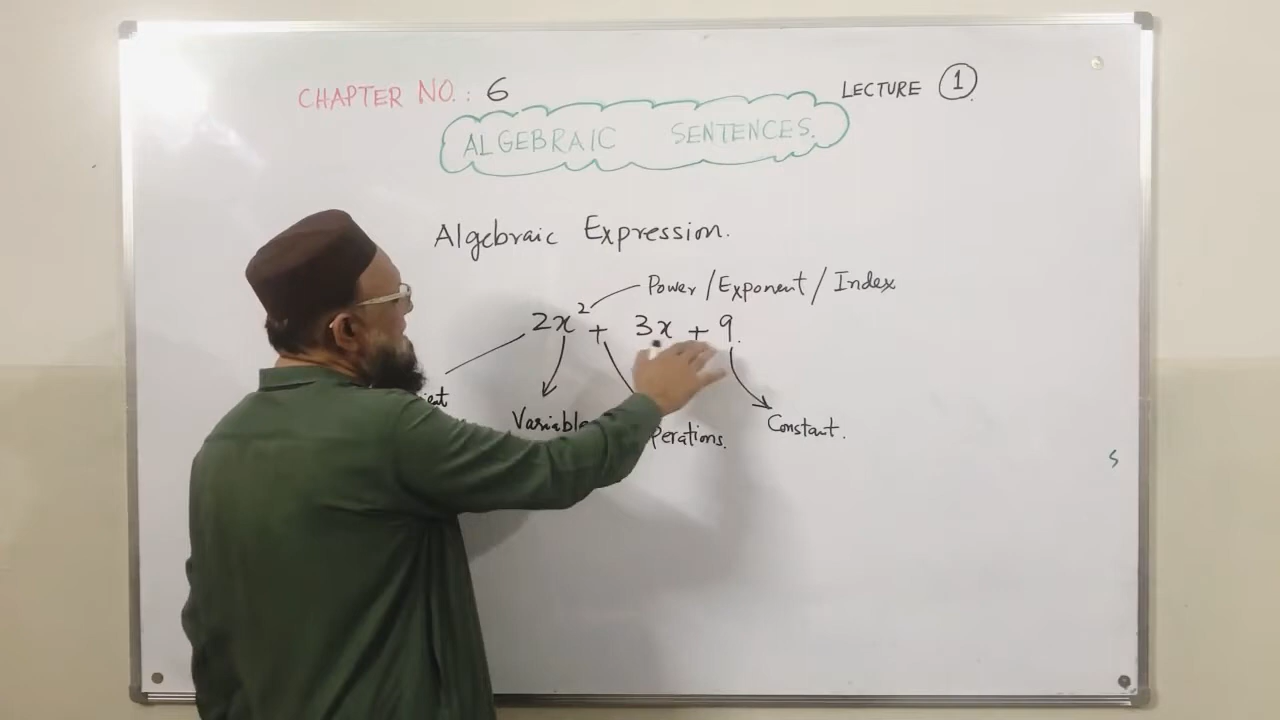 CHAPTER NO.: 6
LECTURE 1
ALGEBRAIC SENTENCES.
Algebraic Expression.
Power/Exponent/Index
2x² + 3x + 9
Variable
Constant.
S